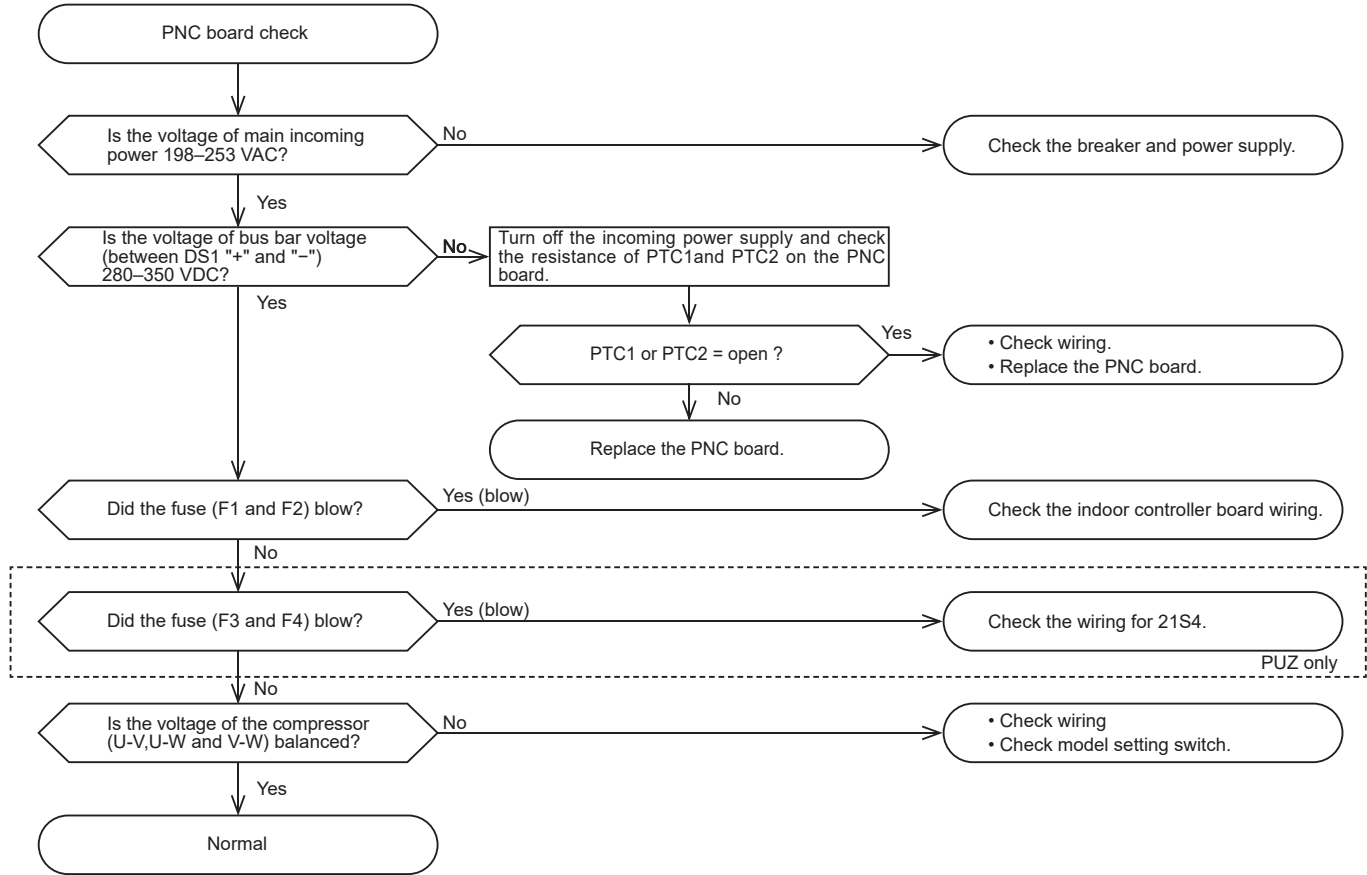 PNC board check
Is the voltage of main incoming
power 198–253 VAC?
No
Check the breaker and power supply.
Yes
Is the voltage of bus bar voltage
(between DS1 "+" and "−")
280–350 VDC?
No
Turn off the incoming power supply and check
the resistance of PTC1and PTC2 on the PNC
board.
Yes
PTC1 or PTC2 = open ?
Yes
• Check wiring.
• Replace the PNC board.
No
Replace the PNC board.
Did the fuse (F1 and F2) blow?
Yes (blow)
Check the indoor controller board wiring.
No
Did the fuse (F3 and F4) blow?
Yes (blow)
Check the wiring for 21S4.
PUZ only
No
Is the voltage of the compressor
(U-V,U-W and V-W) balanced?
No
• Check wiring
• Check model setting switch.
Yes
Normal